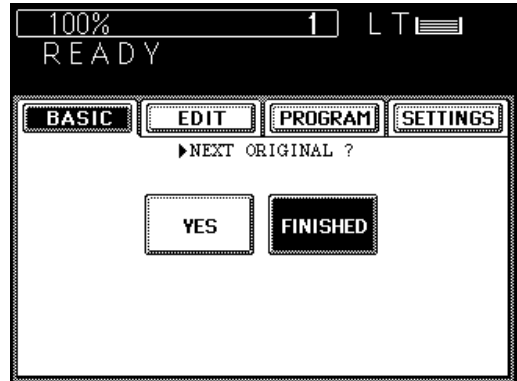 100% 1 LT
READY
BASIC EDIT PROGRAM SETTINGS
▶NEXT ORIGINAL ?
YES FINISHED